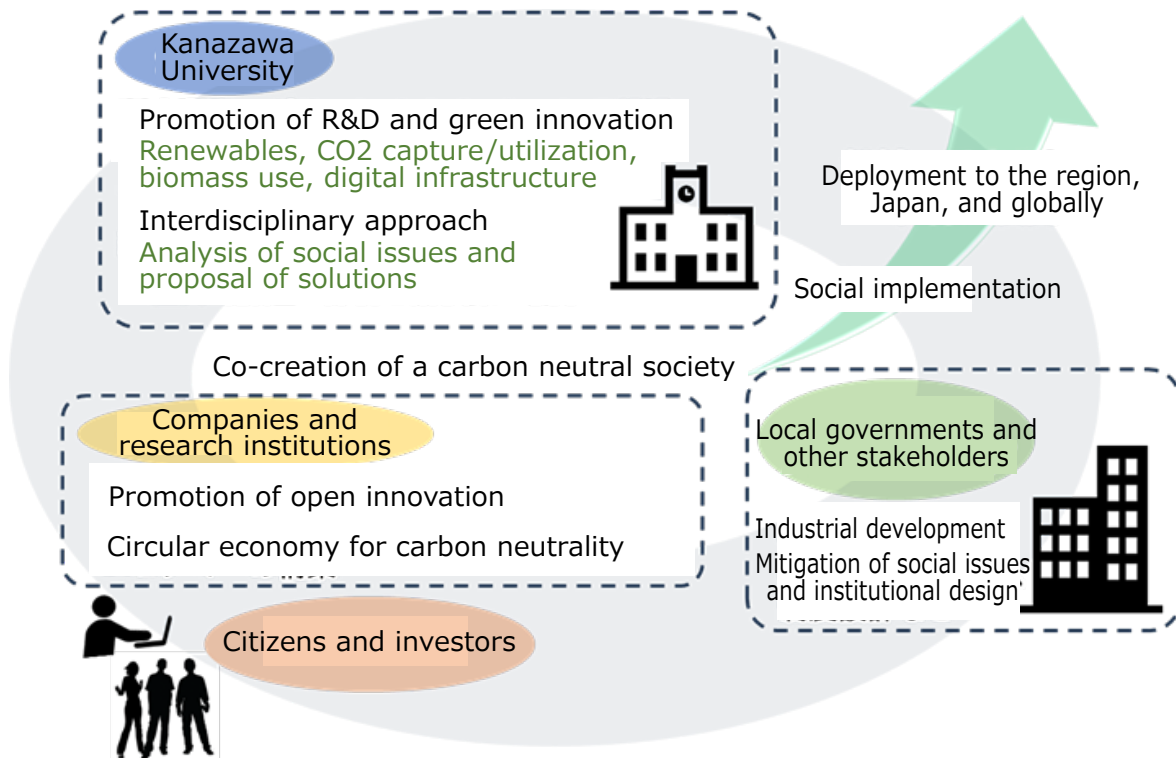 Kanazawa
University
Promotion of R&D and green innovation
Renewables, CO2 capture/utilization,
biomass use, digital infrastructure
Interdisciplinary approach
Analysis of social issues and
proposal of solutions
Deployment to the region,
Japan, and globally
Social implementation
Co-creation of a carbon neutral society
Companies and
research institutions
Promotion of open innovation
Circular economy for carbon neutrality
Local governments and
other stakeholders
Industrial development
Mitigation of social issues
and institutional design
Citizens and investors